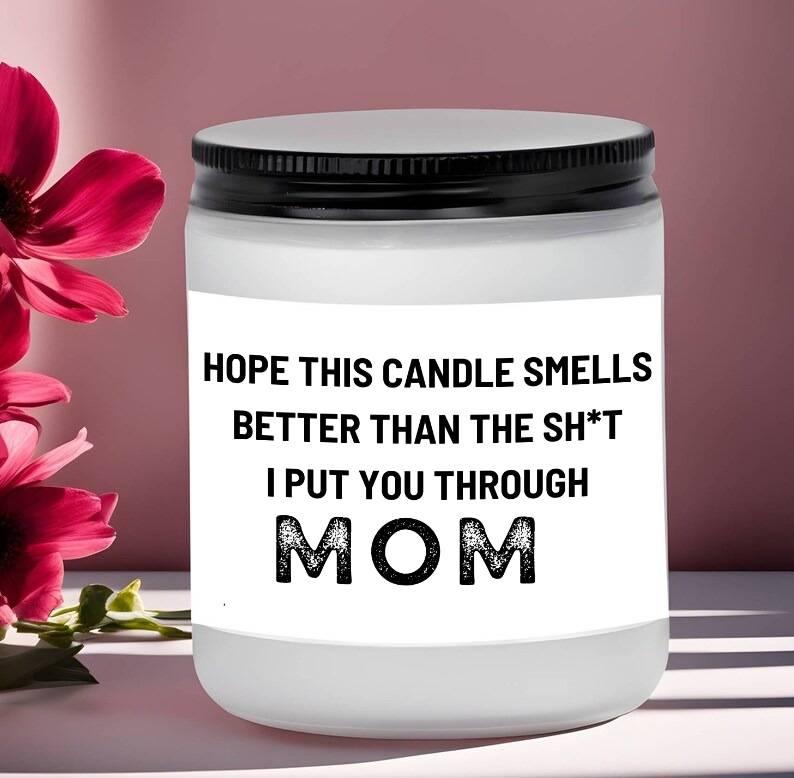 HOPE THIS CANDLE SMELLS
BETTER THAN THE SH*T
I PUT YOU THROUGH
MOM